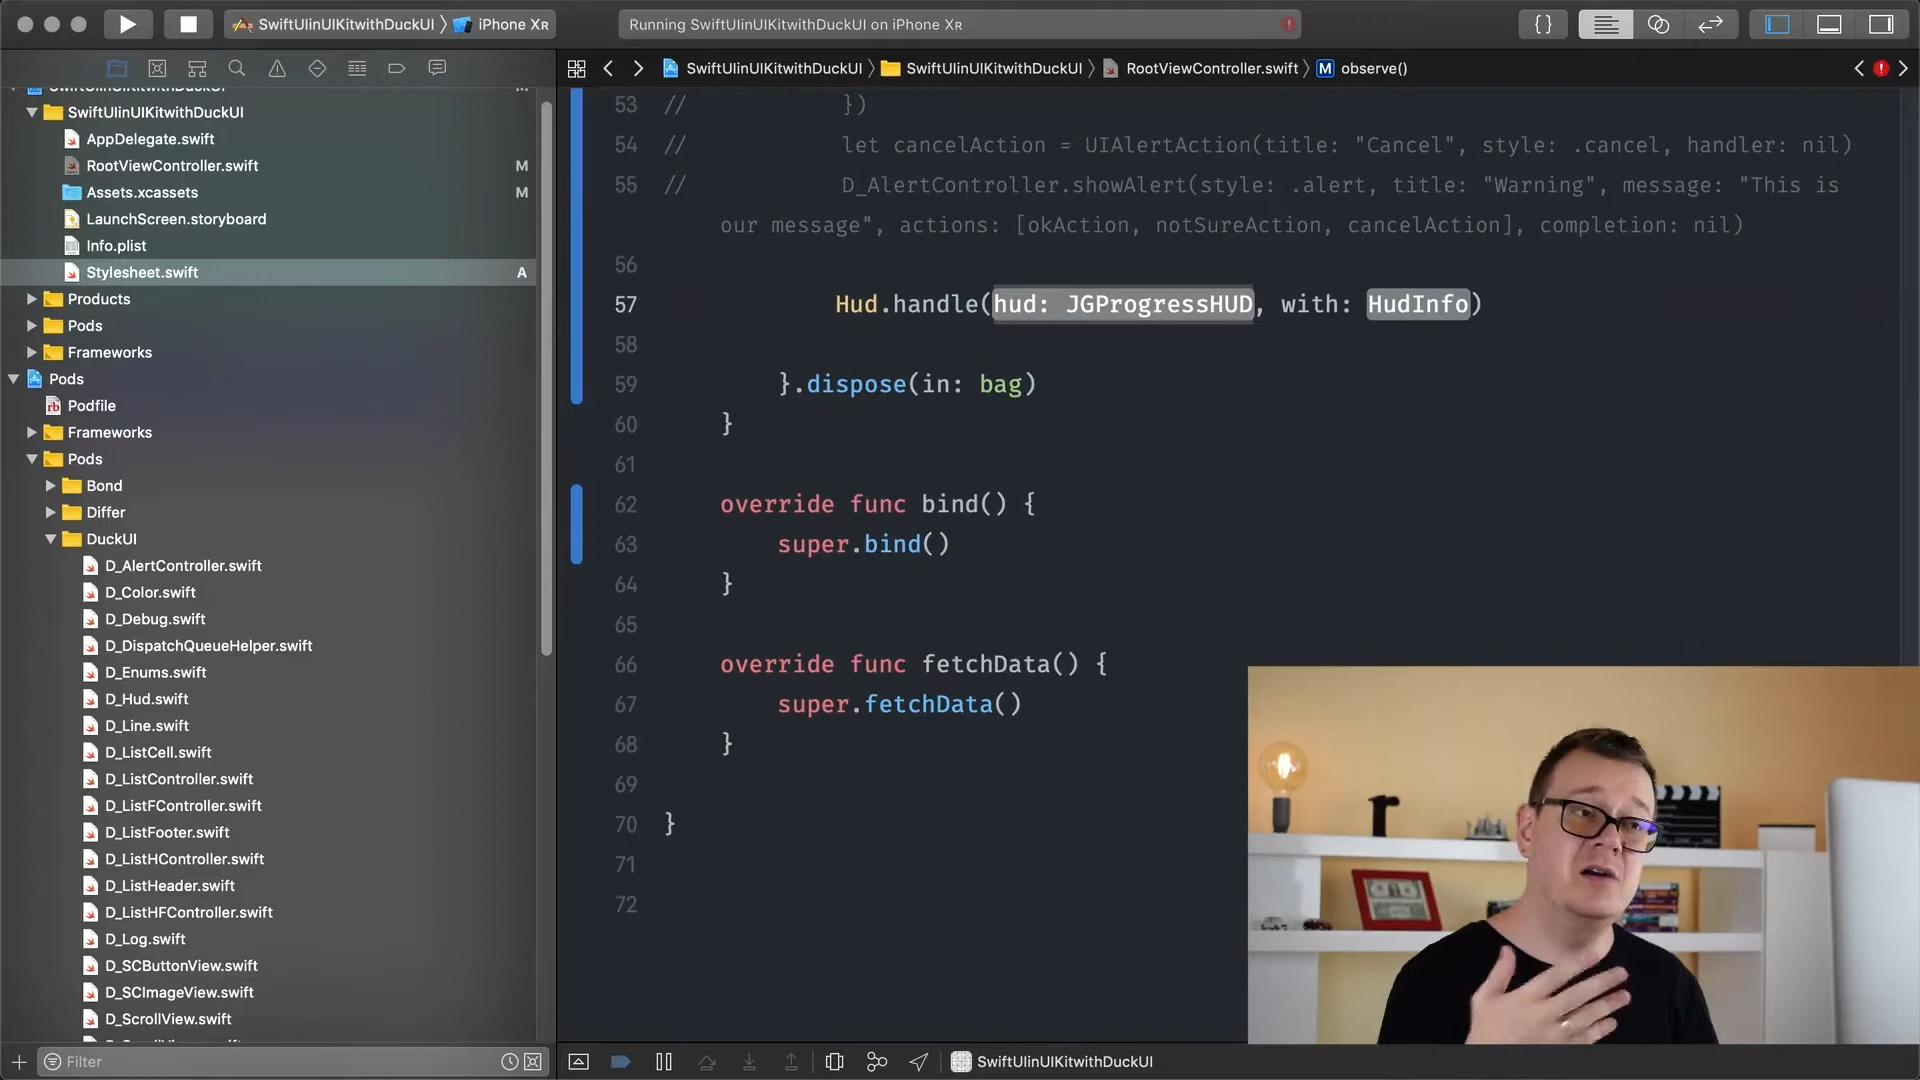 SwiftUIinUIKitwithDuckUI › iPhone XR
Running SwiftUIinUIKitwithDuckUI on iPhone XR
{ }
SwiftUIinUIKitwithDuckUI › SwiftUIinUIKitwithDuckUI › RootViewController.swift › M observe()
SwiftUIinUIKitwithDuckUI M
SwiftUIinUIKitwithDuckUI
AppDelegate.swift
RootViewController.swift M
Assets.xcassets M
LaunchScreen.storyboard
Info.plist
Stylesheet.swift A
Products
Pods
Frameworks
Pods
rb Podfile
Frameworks
Pods
Bond
Differ
DuckUI
D_AlertController.swift
D_Color.swift
D_Debug.swift
D_DispatchQueueHelper.swift
D_Enums.swift
D_Hud.swift
D_Line.swift
D_ListCell.swift
D_ListController.swift
D_ListFController.swift
D_ListFooter.swift
D_ListHController.swift
D_ListHeader.swift
D_ListHFController.swift
D_Log.swift
D_SCButtonView.swift
D_SCImageView.swift
D_ScrollView.swift
Filter
53 // })
54 // let cancelAction = UIAlertAction(title: "Cancel", style: .cancel, handler: nil)
55 // D_AlertController.showAlert(style: .alert, title: "Warning", message: "This is
our message", actions: [okAction, notSureAction, cancelAction], completion: nil)
56
57 Hud.handle(hud: JGProgressHUD, with: HudInfo)
58
59 }.dispose(in: bag)
60 }
61
62 override func bind() {
63 super.bind()
64 }
65
66 override func fetchData() {
67 super.fetchData()
68 }
69
70 }
71
72
SwiftUIinUIKitwithDuckUI